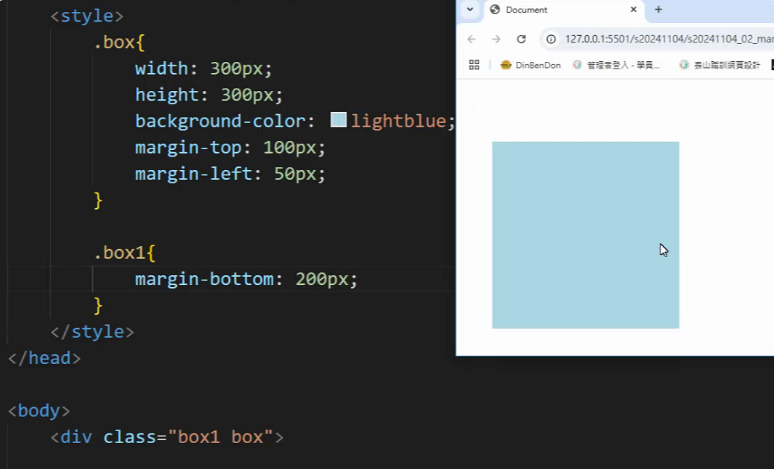 <style>
.box{
width: 300px;
height: 300px;
background-color: lightblue;
margin-top: 100px;
margin-left: 50px;
}
.box1{
margin-bottom: 200px;
}
</style>
</head>
<body>
<div class="box1 box">
Document
127.0.0.1:5501/s20241104/s20241104_02_mar
DinBenDon
管理者登入 - 學員...
泰山職訓網頁設計